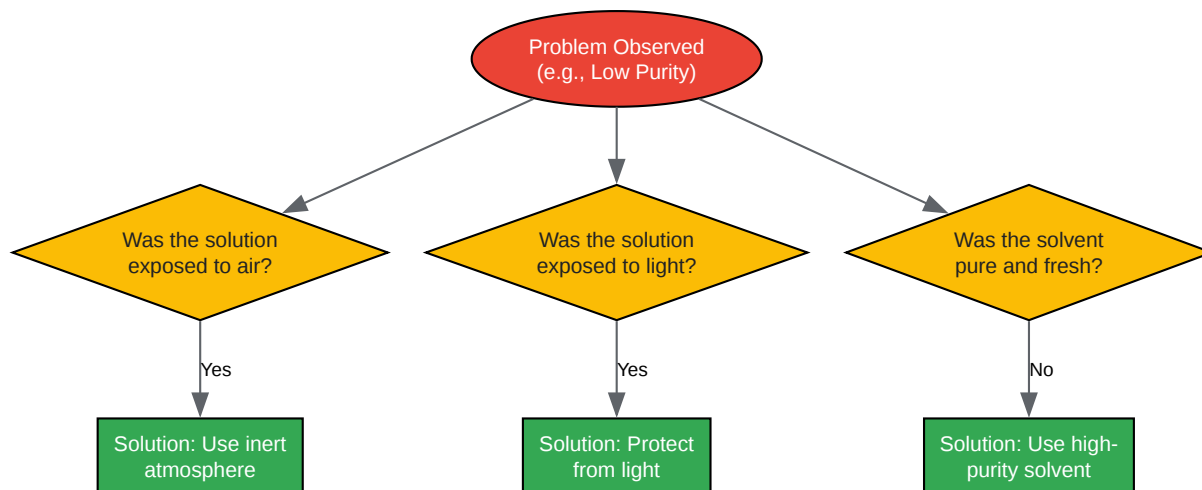 Problem Observed
(e.g., Low Purity)
Was the solution
exposed to air?
Was the solution
exposed to light?
Was the solvent
pure and fresh?
Yes
Yes
No
Solution: Use inert
atmosphere
Solution: Protect
from light
Solution: Use high-
purity solvent